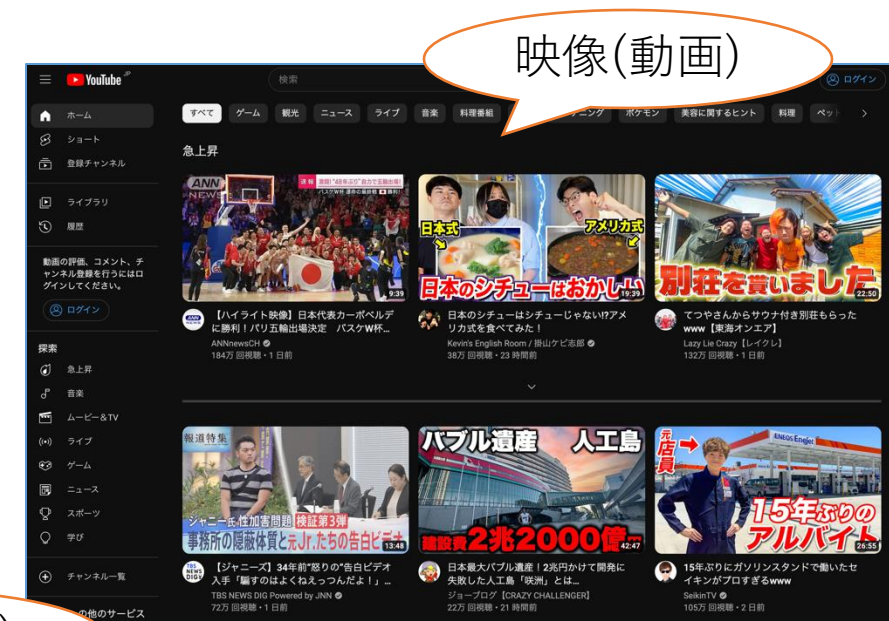 映像(動画)
YouTube JP
検索
ログイン
すべて
ゲーム
観光
ニュース
ライブ
音楽
料理番組
ポケモン
美容に関するヒント
料理
ペット
ホーム
ショート
登録チャンネル
ライブラリ
履歴
動画の評価、コメント、チ
ャンネル登録を行うにはロ
グインしてください。
ログイン
探索
急上昇
音楽
ムービー&TV
ライブ
ゲーム
ニュース
スポーツ
学び
チャンネル一覧
の他のサービス
急上昇
ANN
NEWS
速報
9:39
【ハイライト映像】日本代表カーボベルデ
に勝利！パリ五輪出場決定 バスケW杯...
ANNnewsCH
184万 回視聴・1 日前
日本式
アメリカ式
日本のシチューはおかしい
19:39
日本のシチューはシチューじゃない!?アメ
リカ式を食べてみた！
Kevin's English Room / 掛山ケビ志郎
38万 回視聴・23 時間前
別荘を貰いました
22:50
てつやさんからサウナ付き別荘もらった
www【東海オンエア】
Lazy Lie Crazy【レイクレ】
132万 回視聴・1 日前
報道特集
ジャニー氏性加害問題 検証第3弾
事務所の隠蔽体質と元Jr.たちの告白ビデオ
13:48
【ジャニーズ】34年前"怒りの"告白ビデオ
入手「騙すのはよくねえっつんだよ！」...
TBS NEWS DIG Powered by JNN
72万 回視聴・1 日前
バブル遺産 人工島
建設費2兆2000億
42:47
日本最大バブル遺産！2兆円かけて開発に
失敗した人工島「咲洲」とは...
ジョーブログ【CRAZY CHALLENGER】
22万 回視聴・21 時間前
元店員
ENEOS EneJet
15年ぶりの
アルバイト
26:55
15年ぶりにガソリンスタンドで働いたセ
イキンがプロすぎるwww
SeikinTV
105万 回視聴・2 日前